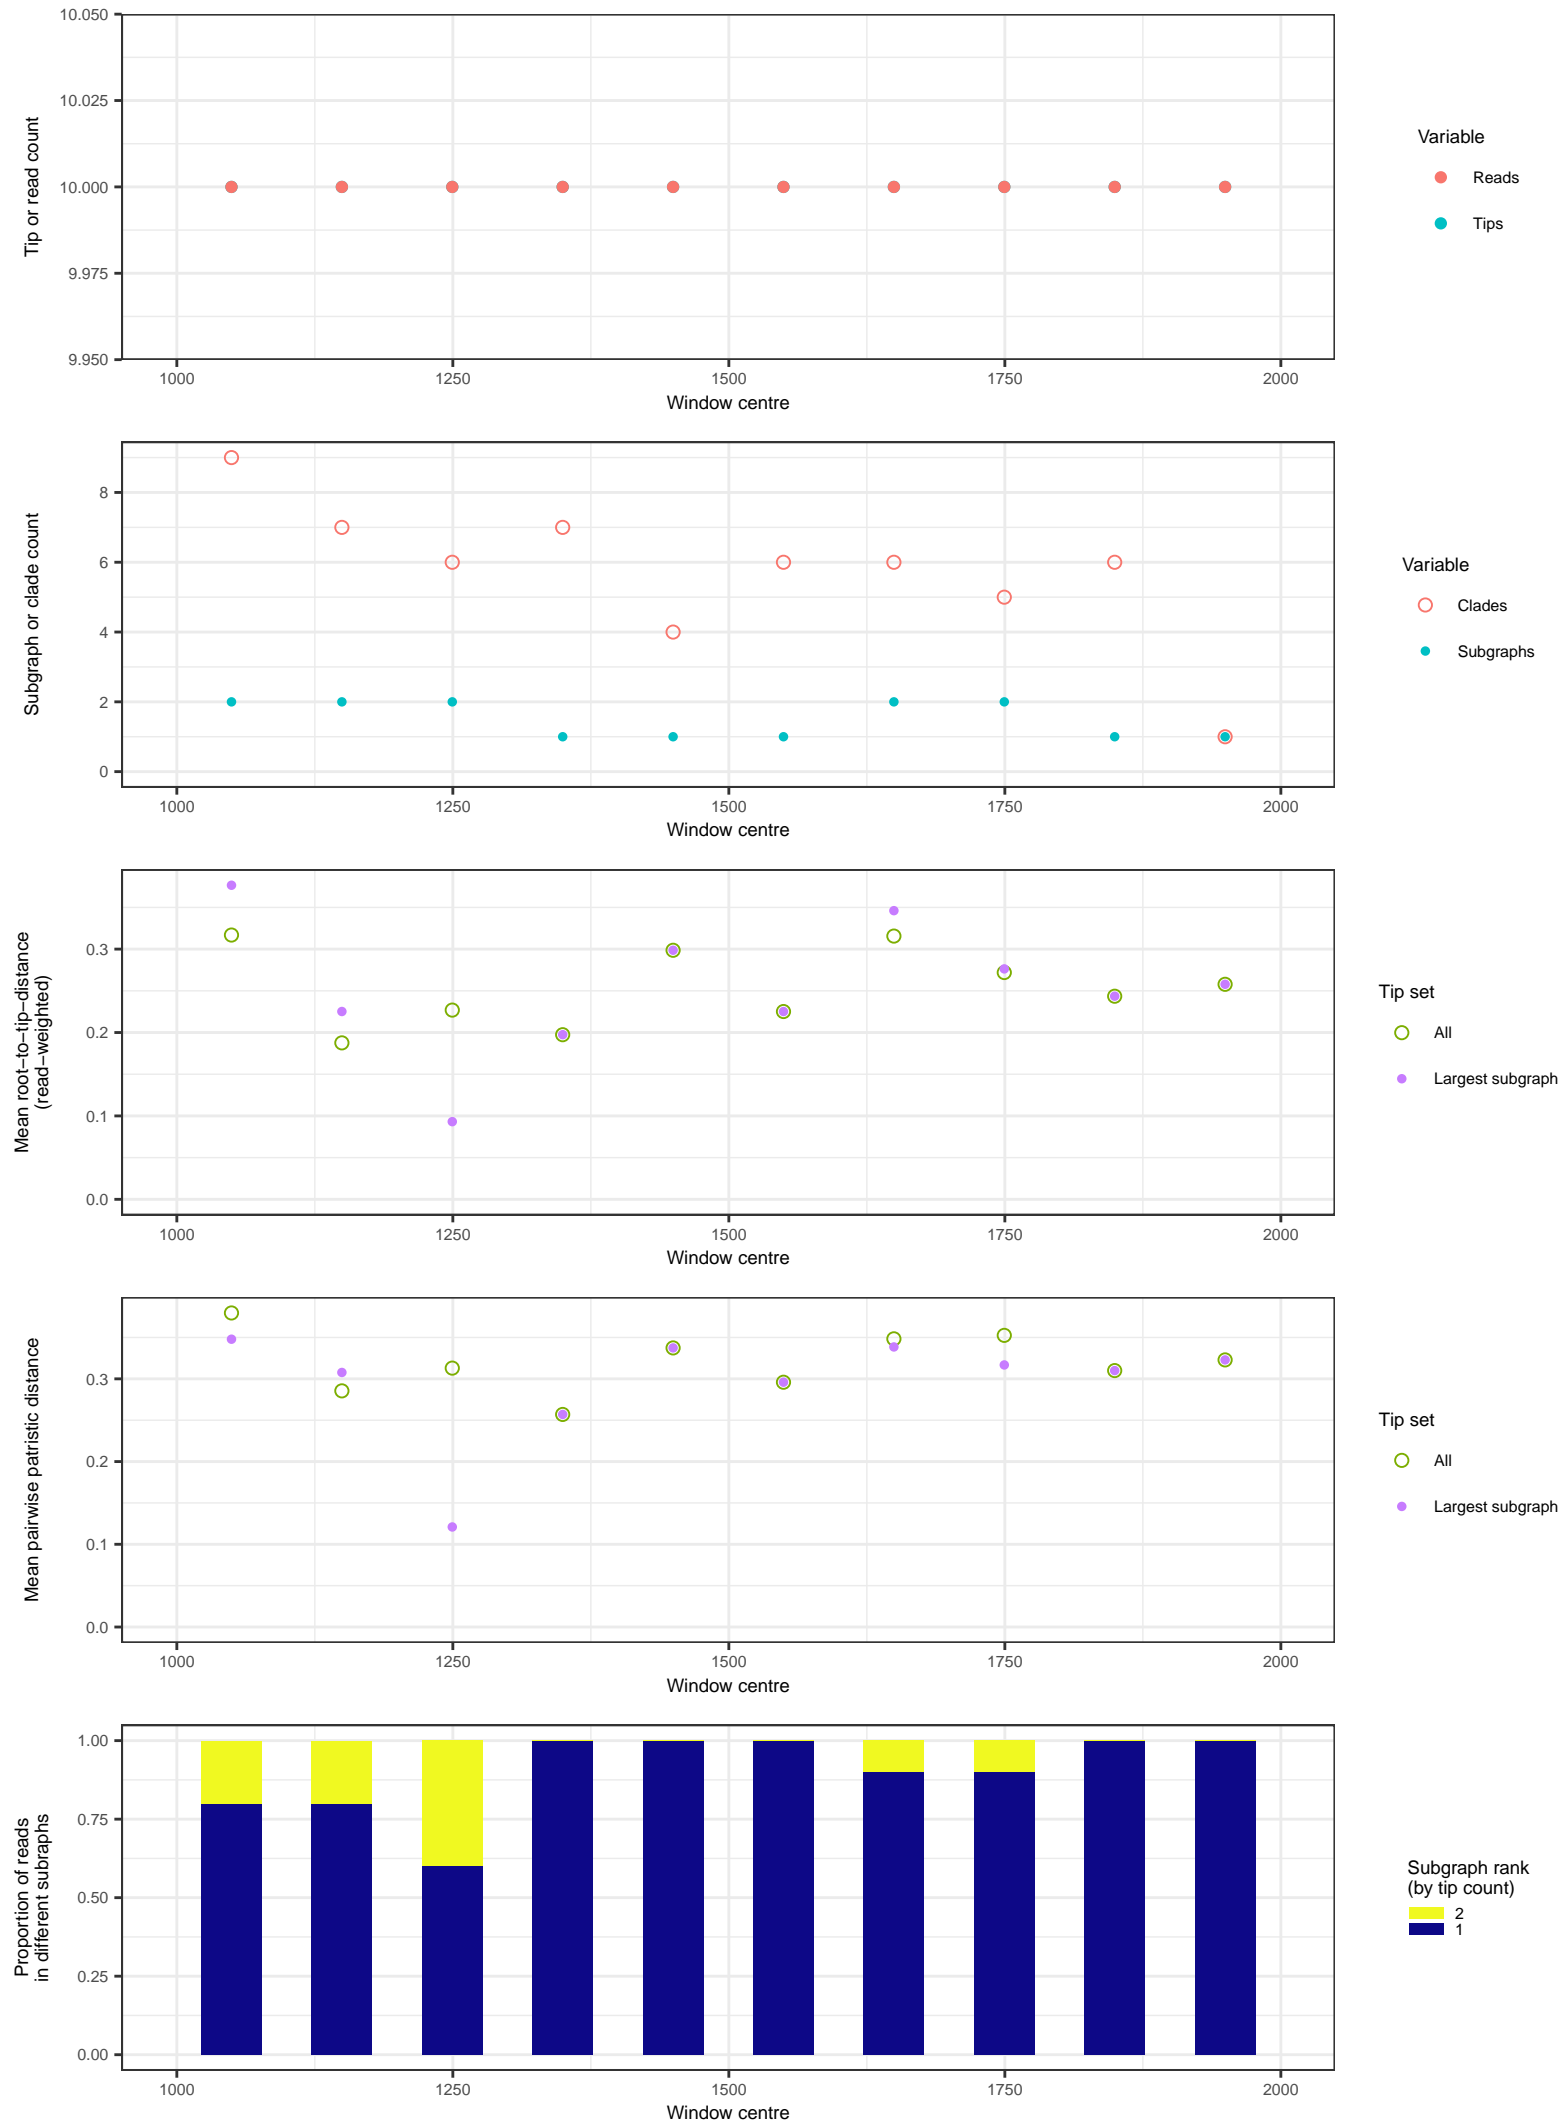 10.050
10.025
10.000
9.975
9.950
Tip or read count
1000 1250 1500 1750 2000
Window centre
Variable
Reads
Tips
8
6
4
2
0
Subgraph or clade count
1000 1250 1500 1750 2000
Window centre
Variable
Clades
Subgraphs
0.3
0.2
0.1
0.0
Mean root−to−tip−distance
(read−weighted)
1000 1250 1500 1750 2000
Window centre
Tip set
All
Largest subgraph
0.3
0.2
0.1
0.0
Mean pairwise patristic distance
1000 1250 1500 1750 2000
Window centre
Tip set
All
Largest subgraph
1.00
0.75
0.50
0.25
0.00
Proportion of reads
in different subraphs
1000 1250 1500 1750 2000
Window centre
Subgraph rank
(by tip count)
2
1